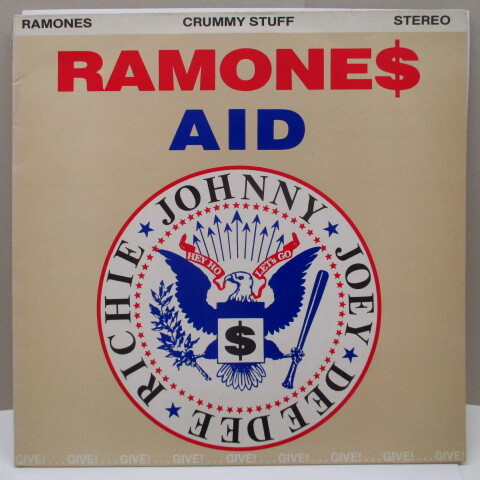 RAMONES CRUMMY STUFF STEREO
RAMONE$
AID
JOHNNY ★ JOEY ★ DEE DEE ★ RICHIE ★
HEY HO LET'S GO
$
GIVE! . . . GIVE! . . . GIVE! . . . GIVE! . . . GIVE! . . . GIVE! . . . GIVE! . . . GIVE!